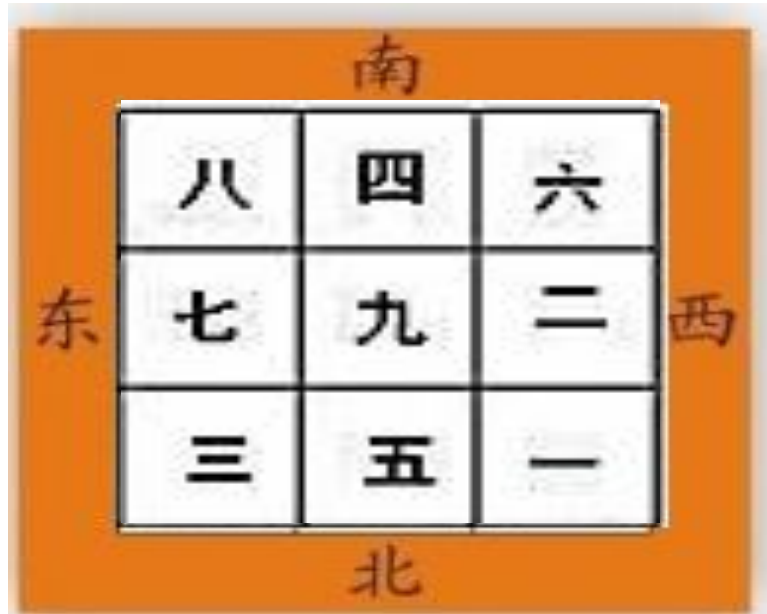 南
八 四 六
东 七 九 二 西
三 五 一
北